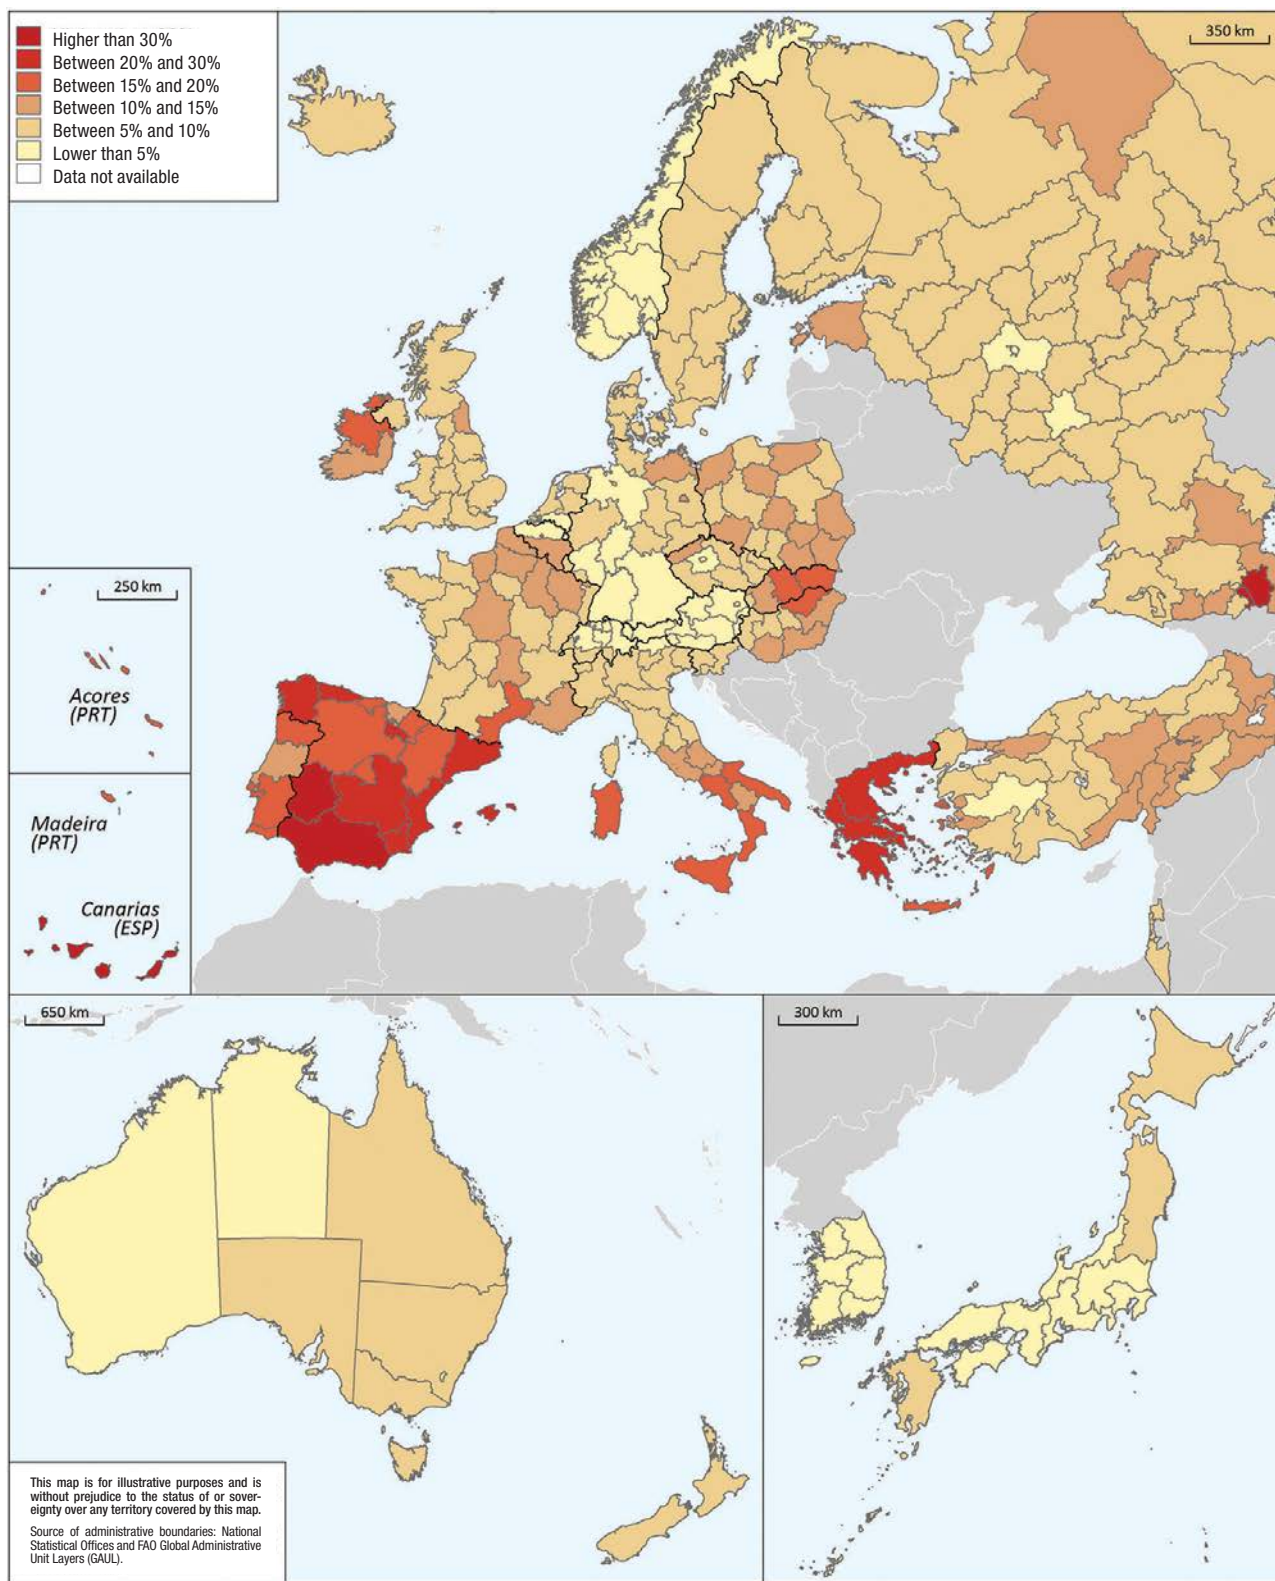 Higher than 30%
Between 20% and 30%
Between 15% and 20%
Between 10% and 15%
Between 5% and 10%
Lower than 5%
Data not available
350 km
250 km
Acores
(PRT)
Madeira
(PRT)
Canarias
(ESP)
650 km
300 km
This map is for illustrative purposes and is
without prejudice to the status of or sover-
eignty over any territory covered by this map.
Source of administrative boundaries: National
Statistical Offices and FAO Global Administrative
Unit Layers (GAUL).